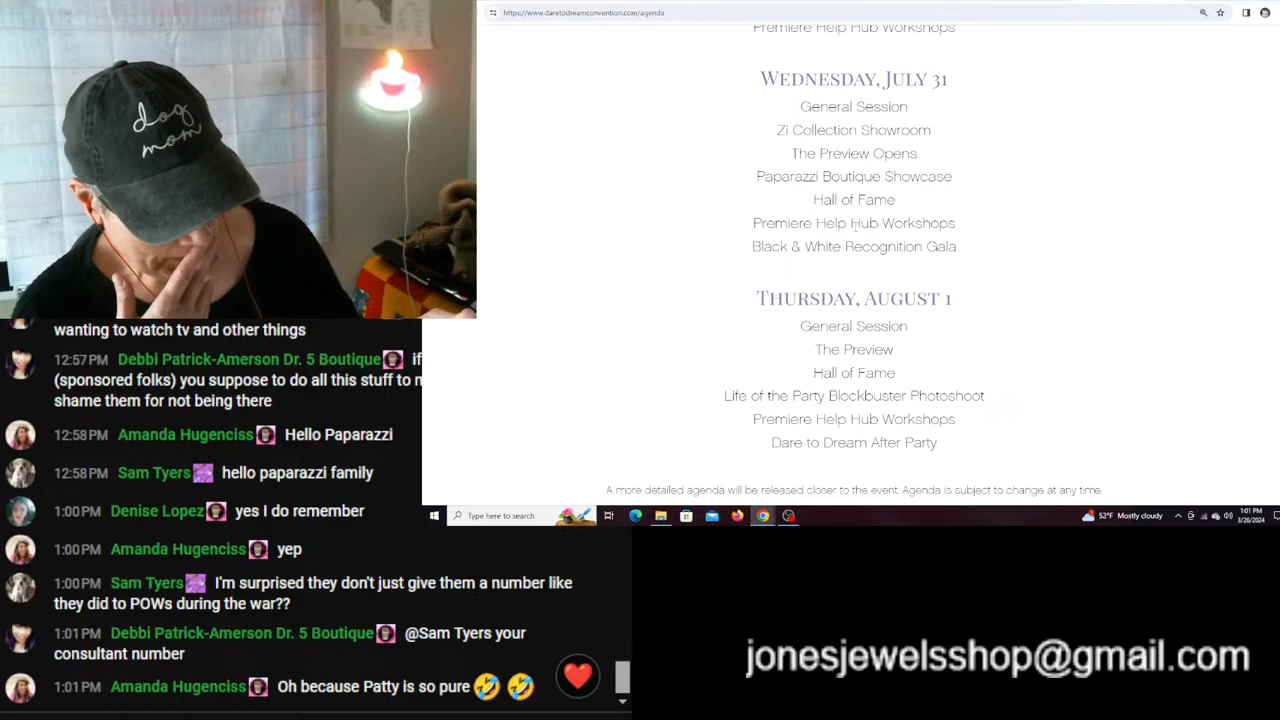 dog
mom
https://www.daretodreamconvention.com/agenda
Premiere Help Hub Workshops
Wednesday, July 31
General Session
Zi Collection Showroom
The Preview Opens
Paparazzi Boutique Showcase
Hall of Fame
Premiere Help Hub Workshops
Black & White Recognition Gala
Thursday, August 1
General Session
The Preview
Hall of Fame
Life of the Party Blockbuster Photoshoot
Premiere Help Hub Workshops
Dare to Dream After Party
A more detailed agenda will be released closer to the event. Agenda is subject to change at any time.
Type here to search
52°F Mostly cloudy
1:01 PM
3/26/2024
wanting to watch tv and other things
12:57 PM Debbi Patrick-Amerson Dr. 5 Boutique if
(sponsored folks) you suppose to do all this stuff to
shame them for not being there
12:58 PM Amanda Hugenciss Hello Paparazzi
12:58 PM Sam Tyers hello paparazzi family
1:00 PM Denise Lopez yes I do remember
1:00 PM Amanda Hugenciss yep
1:00 PM Sam Tyers I'm surprised they don't just give them a number like
they did to POWs during the war??
1:01 PM Debbi Patrick-Amerson Dr. 5 Boutique @Sam Tyers your
consultant number
1:01 PM Amanda Hugenciss Oh because Patty is so pure 🤣 🤣
jonesjewelsshop@gmail.com